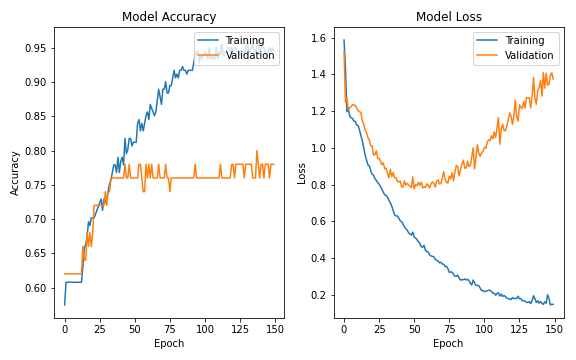 Model Accuracy
Training
Validation
0.95
0.90
0.85
0.80
0.75
0.70
0.65
0.60
Accuracy
0 25 50 75 100 125 150
Epoch
Model Loss
Training
Validation
1.6
1.4
1.2
1.0
0.8
0.6
0.4
0.2
Loss
0 25 50 75 100 125 150
Epoch